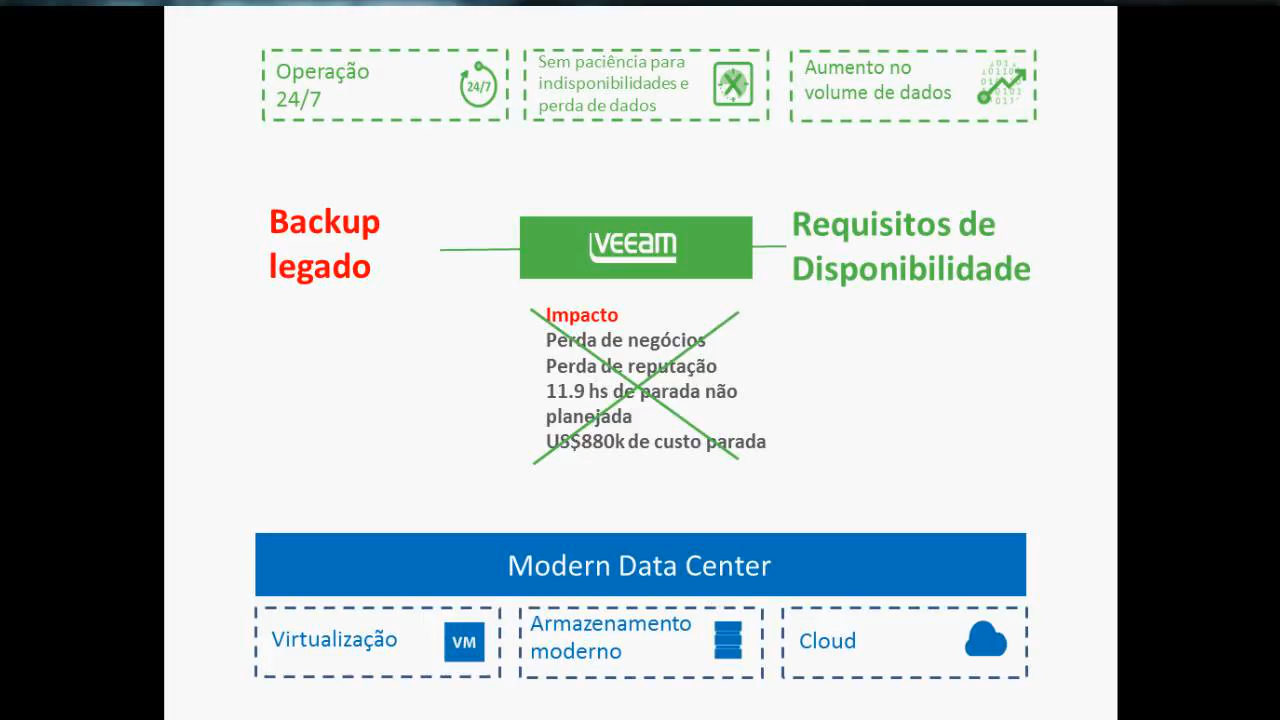 Operação
24/7
24/7
Sem paciência para
indisponibilidades e
perda de dados
Aumento no
volume de dados
Backup
legado
veeam
Requisitos de
Disponibilidade
Impacto
Perda de negócios
Perda de reputação
11.9 hs de parada não
planejada
US$880k de custo parada
Modern Data Center
Virtualização
VM
Armazenamento
moderno
Cloud